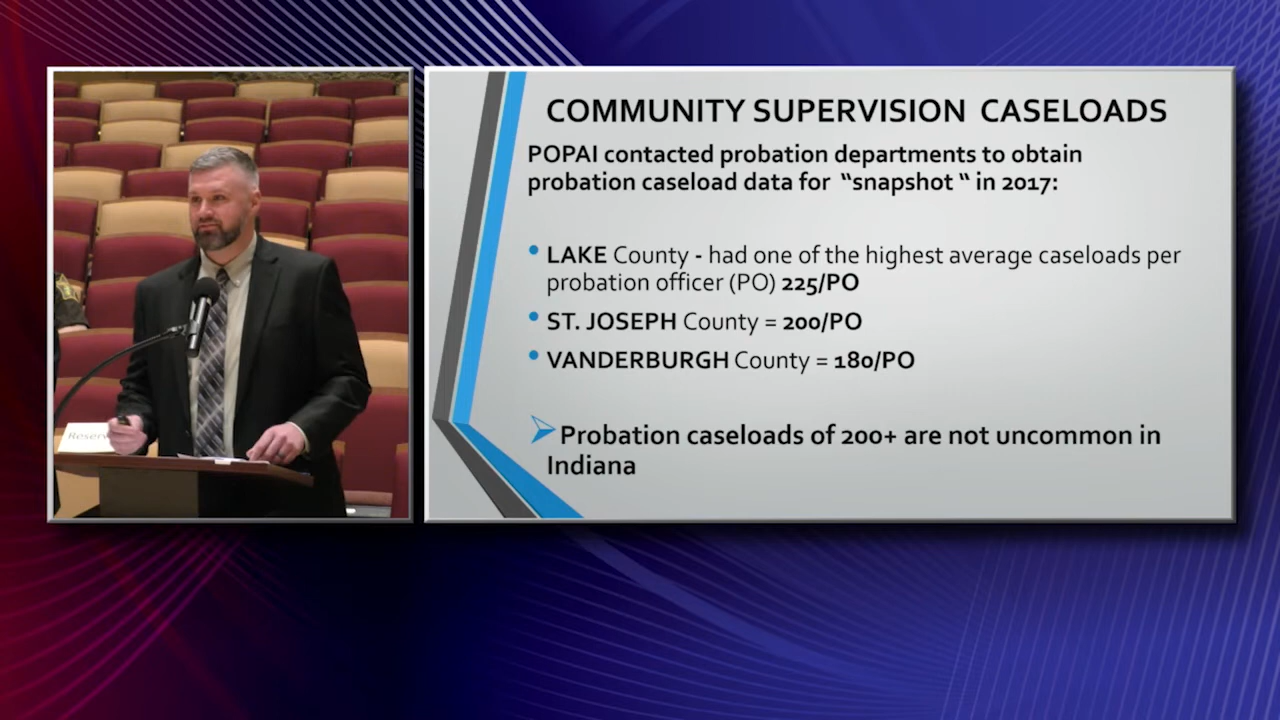 COMMUNITY SUPERVISION CASELOADS
POPAI contacted probation departments to obtain
probation caseload data for “snapshot “ in 2017:
• LAKE County - had one of the highest average caseloads per
probation officer (PO) 225/PO
• ST. JOSEPH County = 200/PO
• VANDERBURGH County = 180/PO
➢Probation caseloads of 200+ are not uncommon in
Indiana